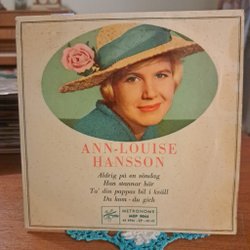 ANN-LOUISE
HANSSON
Aldrig på en söndag
Han stannar här
Ta' din pappas bil i kväll
Du kom - du gick
METRONOME